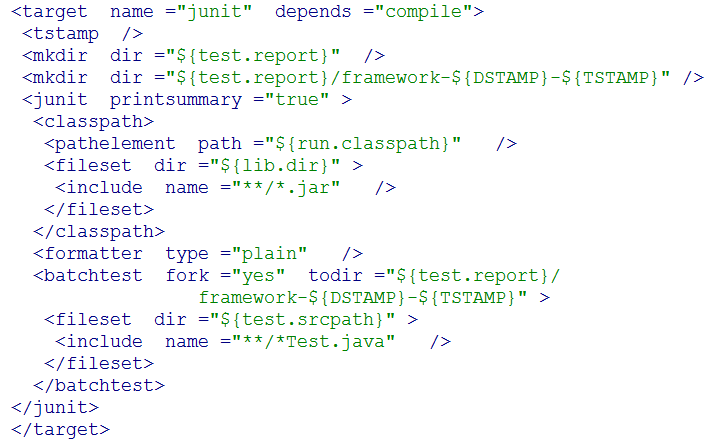 <target name ="junit" depends ="compile">
<tstamp />
<mkdir dir ="${test.report}" />
<mkdir dir ="${test.report}/framework-${DSTAMP}-${TSTAMP}" />
<junit printsummary ="true" >
<classpath>
<pathelement path ="${run.classpath}" />
<fileset dir ="${lib.dir}" >
<include name ="**/*.jar" />
</fileset>
</classpath>
<formatter type ="plain" />
<batchtest fork ="yes" todir ="${test.report}/
framework-${DSTAMP}-${TSTAMP}" >
<fileset dir ="${test.srcpath}" >
<include name ="**/*Test.java" />
</fileset>
</batchtest>
</junit>
</target>